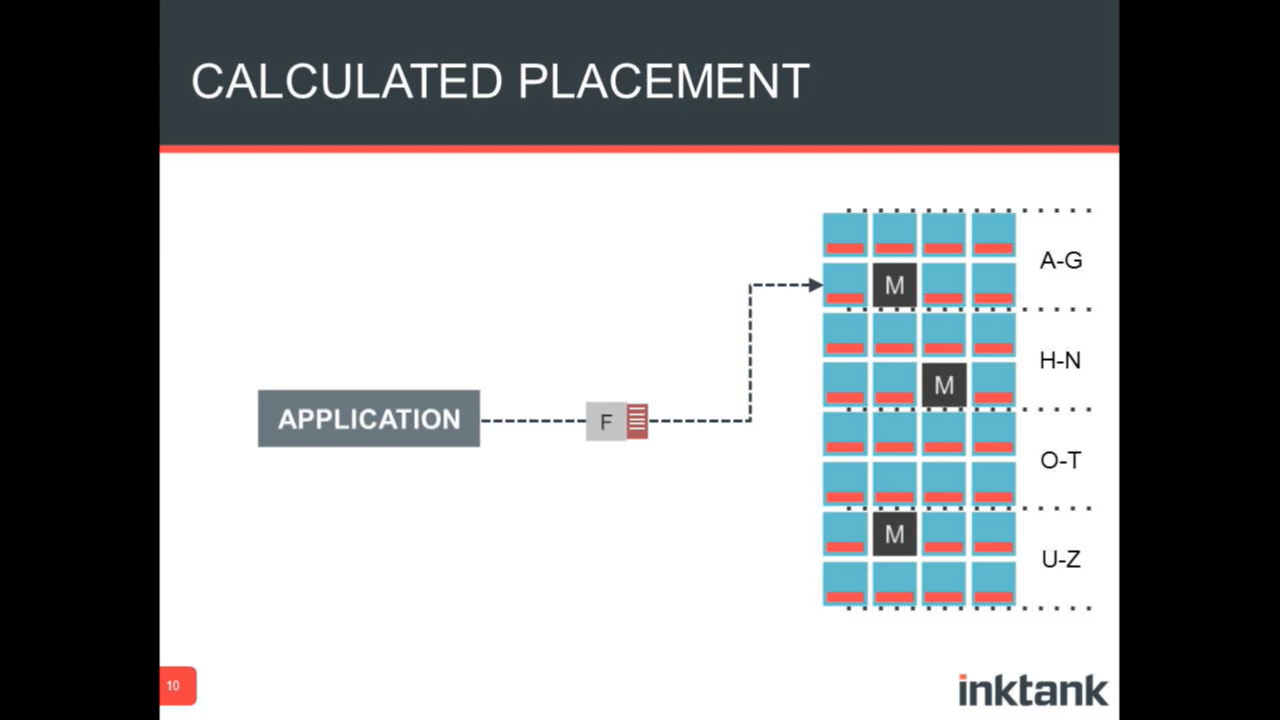 CALCULATED PLACEMENT
A-G
M
H-N
M
APPLICATION
F
O-T
M
U-Z
10
inktank